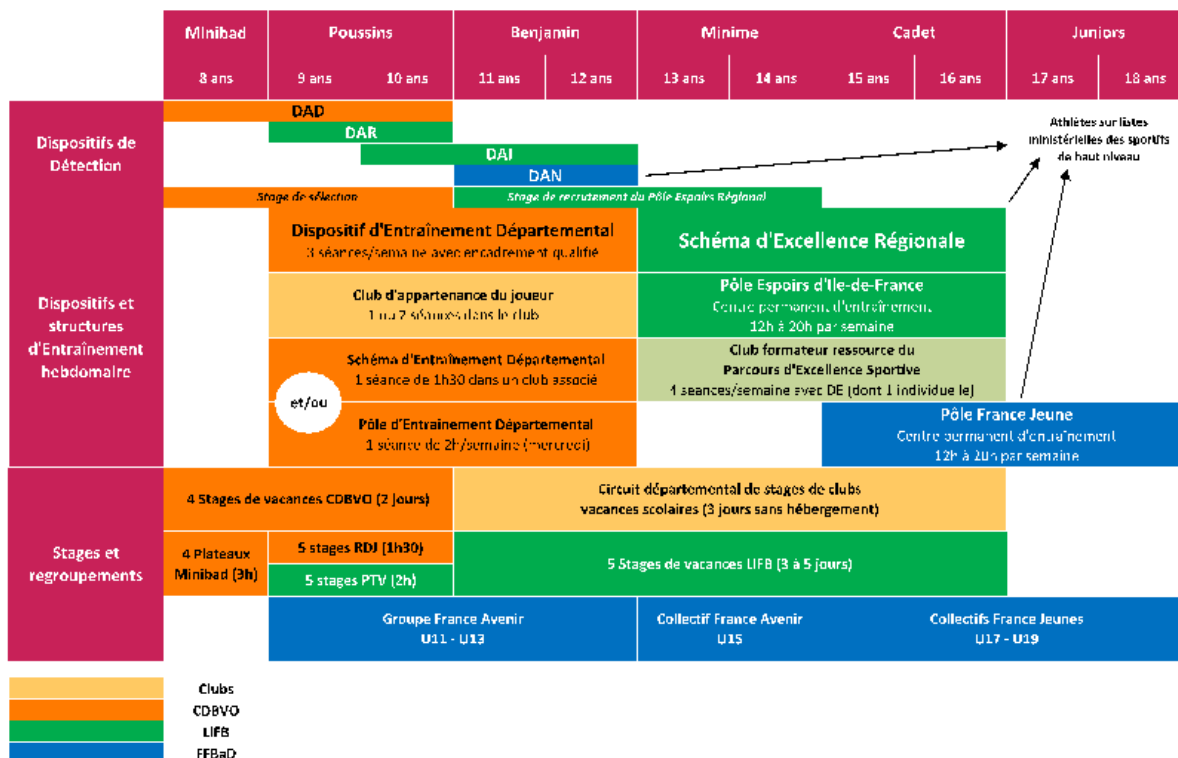 Minibad Poussins Benjamin Minime Cadet Juniors
8 ans 9 ans 10 ans 11 ans 12 ans 13 ans 14 ans 15 ans 16 ans 17 ans 18 ans
Dispositifs de
Détection
DAD
DAR
DAI
DAN
Athlètes sur listes
ministérielles des sportifs
de haut niveau
Stage de sélection
Stage de recrutement du Pôle Espoirs Régional
Dispositifs et
structures
d'Entraînement
hebdomaire
Dispositif d'Entraînement Départemental
3 séances/semaine avec encadrement qualifié
Schéma d'Excellence Régionale
Club d'appartenance du joueur
1 ou 2 séances dans le club
Pôle Espoirs d'Ile-de-France
Centre permanent d'entraînement
12h à 20h par semaine
Schéma d'Entraînement Départemental
1 séance de 1h30 dans un club associé
Club formateur ressource du
Parcours d'Excellence Sportive
4 séances/semaine avec DE (dont 1 individuelle)
et/ou
Pôle d'Entraînement Départemental
1 séance de 2h/semaine (mercredi)
Pôle France Jeune
Centre permanent d'entraînement
12h à 20h par semaine
Stages et
regroupements
4 Stages de vacances CDBVO (2 jours)
Circuit départemental de stages de clubs
vacances scolaires (3 jours sans hébergement)
4 Plateaux
Minibad (3h)
5 stages RDJ (1h30)
5 stages PTV (2h)
5 Stages de vacances LIFB (3 à 5 jours)
Groupe France Avenir
U11 - U13
Collectif France Avenir
U15
Collectifs France Jeunes
U17 - U19
Clubs
CDBVO
LIFB
FFBaD